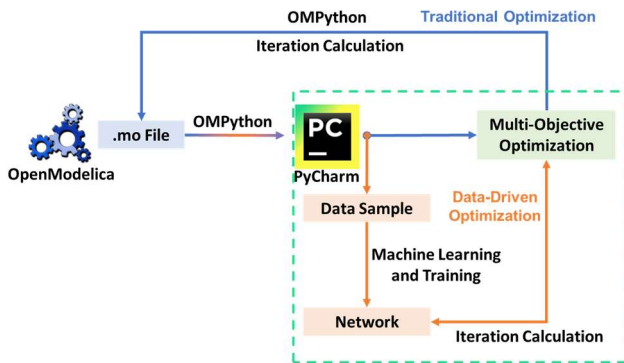 OMPython
Traditional Optimization
Iteration Calculation
OpenModelica
.mo File
OMPython
PC
PyCharm
Multi-Objective
Optimization
Data Sample
Data-Driven
Optimization
Machine Learning
and Training
Network
Iteration Calculation